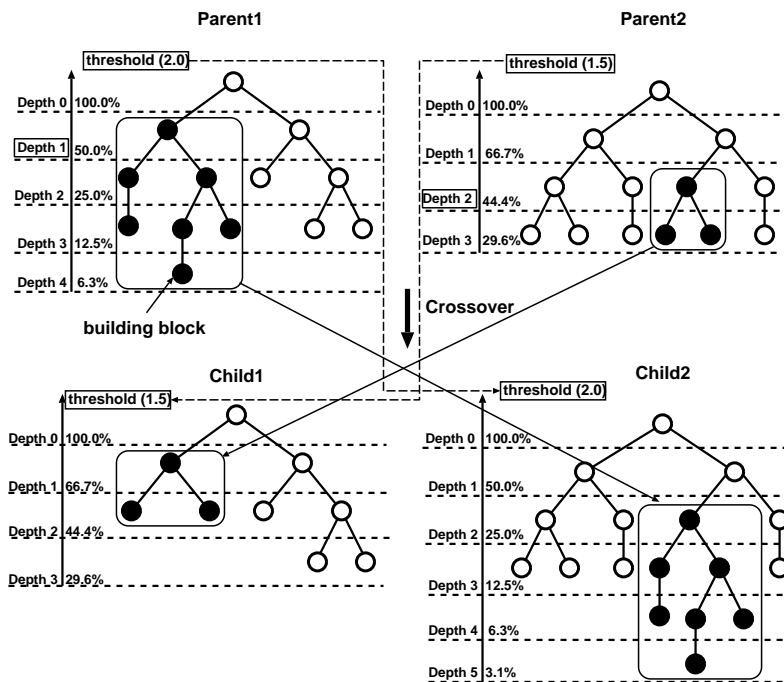 Parent1
threshold (2.0)
Depth 0 100.0%
Depth 1 50.0%
Depth 2 25.0%
Depth 3 12.5%
Depth 4 6.3%
building block
Parent2
threshold (1.5)
Depth 0 100.0%
Depth 1 66.7%
Depth 2 44.4%
Depth 3 29.6%
Crossover
Child1
threshold (1.5)
Depth 0 100.0%
Depth 1 66.7%
Depth 2 44.4%
Depth 3 29.6%
Child2
threshold (2.0)
Depth 0 100.0%
Depth 1 50.0%
Depth 2 25.0%
Depth 3 12.5%
Depth 4 6.3%
Depth 5 3.1%